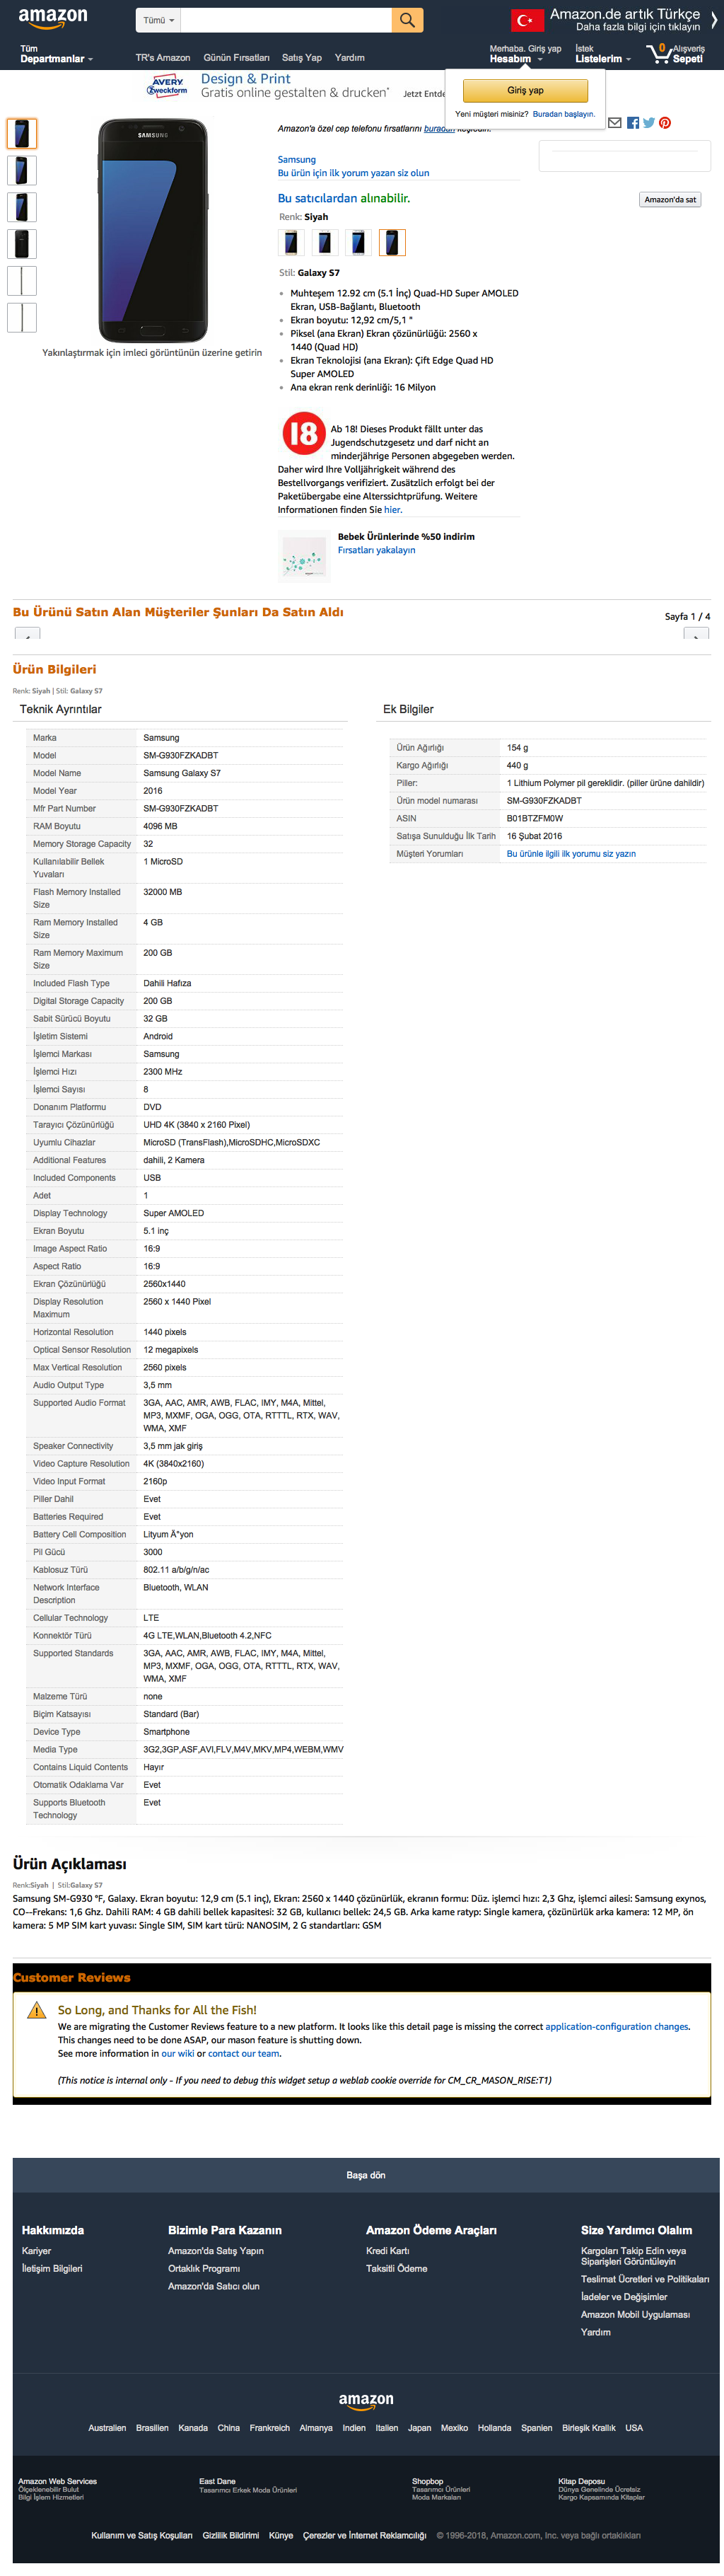 amazon
Tümü
Amazon.de artık Türkçe
Daha fazla bilgi için tıklayın
Tüm
Departmanlar
TR's Amazon Günün Fırsatları Satış Yap Yardım
Merhaba. Giriş yap
Hesabım
İstek
Listelerim
0 Alışveriş
Sepeti
AVERY
Zweckform
Design & Print
Gratis online gestalten & drucken*
Jetzt Entde
Giriş yap
Yeni müşteri misiniz? Buradan başlayın.
Amazon'a özel cep telefonu fırsatlarını buradan keşfedin.
SAMSUNG
Samsung
Bu ürün için ilk yorum yazan siz olun
Bu satıcılardan alınabilir.
Amazon'da sat
Renk: Siyah
Stil: Galaxy S7
Muhteşem 12.92 cm (5.1 İnç) Quad-HD Super AMOLED
Ekran, USB-Bağlantı, Bluetooth
Ekran boyutu: 12,92 cm/5,1 "
Piksel (ana Ekran) Ekran çözünürlüğü: 2560 x
1440 (Quad HD)
Ekran Teknolojisi (ana Ekran): Çift Edge Quad HD
Super AMOLED
Ana ekran renk derinliği: 16 Milyon
Yakınlaştırmak için imleci görüntünün üzerine getirin
18
Ab 18! Dieses Produkt fällt unter das
Jugendschutzgesetz und darf nicht an
minderjährige Personen abgegeben werden.
Daher wird Ihre Volljährigkeit während des
Bestellvorgangs verifiziert. Zusätzlich erfolgt bei der
Paketübergabe eine Alterssichtprüfung. Weitere
Informationen finden Sie hier.
Bebek Ürünlerinde %50 indirim
Fırsatları yakalayın
Bu Ürünü Satın Alan Müşteriler Şunları Da Satın Aldı
Sayfa 1 / 4
Ürün Bilgileri
Renk: Siyah | Stil: Galaxy S7
Teknik Ayrıntılar
Marka Samsung
Model SM-G930FZKADBT
Model Name Samsung Galaxy S7
Model Year 2016
Mfr Part Number SM-G930FZKADBT
RAM Boyutu 4096 MB
Memory Storage Capacity 32
Kullanılabilir Bellek 1 MicroSD
Yuvaları
Flash Memory Installed 32000 MB
Size
Ram Memory Installed 4 GB
Size
Ram Memory Maximum 200 GB
Size
Included Flash Type Dahili Hafıza
Digital Storage Capacity 200 GB
Sabit Sürücü Boyutu 32 GB
İşletim Sistemi Android
İşlemci Markası Samsung
İşlemci Hızı 2300 MHz
İşlemci Sayısı 8
Donanım Platformu DVD
Tarayıcı Çözünürlüğü UHD 4K (3840 x 2160 Pixel)
Uyumlu Cihazlar MicroSD (TransFlash),MicroSDHC,MicroSDXC
Additional Features dahili, 2 Kamera
Included Components USB
Adet 1
Display Technology Super AMOLED
Ekran Boyutu 5.1 inç
Image Aspect Ratio 16:9
Aspect Ratio 16:9
Ekran Çözünürlüğü 2560x1440
Display Resolution 2560 x 1440 Pixel
Maximum
Horizontal Resolution 1440 pixels
Optical Sensor Resolution 12 megapixels
Max Vertical Resolution 2560 pixels
Audio Output Type 3,5 mm
Supported Audio Format 3GA, AAC, AMR, AWB, FLAC, IMY, M4A, Mittel,
MP3, MXMF, OGA, OGG, OTA, RTTTL, RTX, WAV,
WMA, XMF
Speaker Connectivity 3,5 mm jak giriş
Video Capture Resolution 4K (3840x2160)
Video Input Format 2160p
Piller Dahil Evet
Batteries Required Evet
Battery Cell Composition Lityum Ä°yon
Pil Gücü 3000
Kablosuz Türü 802.11 a/b/g/n/ac
Network Interface Bluetooth, WLAN
Description
Cellular Technology LTE
Konnektör Türü 4G LTE,WLAN,Bluetooth 4.2,NFC
Supported Standards 3GA, AAC, AMR, AWB, FLAC, IMY, M4A, Mittel,
MP3, MXMF, OGA, OGG, OTA, RTTTL, RTX, WAV,
WMA, XMF
Malzeme Türü none
Biçim Katsayısı Standard (Bar)
Device Type Smartphone
Media Type 3G2,3GP,ASF,AVI,FLV,M4V,MKV,MP4,WEBM,WMV
Contains Liquid Contents Hayır
Otomatik Odaklama Var Evet
Supports Bluetooth Evet
Technology
Ek Bilgiler
Ürün Ağırlığı 154 g
Kargo Ağırlığı 440 g
Piller: 1 Lithium Polymer pil gereklidir. (piller ürüne dahildir)
Ürün model numarası SM-G930FZKADBT
ASIN B01BTZFM0W
Satışa Sunulduğu İlk Tarih 16 Şubat 2016
Müşteri Yorumları Bu ürünle ilgili ilk yorumu siz yazın
Ürün Açıklaması
Renk:Siyah | Stil:Galaxy S7
Samsung SM-G930 °F, Galaxy. Ekran boyutu: 12,9 cm (5.1 inç), Ekran: 2560 x 1440 çözünürlük, ekranın formu: Düz. işlemci hızı: 2,3 Ghz, işlemci ailesi: Samsung exynos,
CO--Frekans: 1,6 Ghz. Dahili RAM: 4 GB dahili bellek kapasitesi: 32 GB, kullanıcı bellek: 24,5 GB. Arka kame ratyp: Single kamera, çözünürlük arka kamera: 12 MP, ön
kamera: 5 MP SIM kart yuvası: Single SIM, SIM kart türü: NANOSIM, 2 G standartları: GSM
Customer Reviews
So Long, and Thanks for All the Fish!
We are migrating the Customer Reviews feature to a new platform. It looks like this detail page is missing the correct application-configuration changes.
This changes need to be done ASAP, our mason feature is shutting down.
See more information in our wiki or contact our team.
(This notice is internal only - If you need to debug this widget setup a weblab cookie override for CM_CR_MASON_RISE:T1)
Başa dön
Hakkımızda
Kariyer
İletişim Bilgileri
Bizimle Para Kazanın
Amazon'da Satış Yapın
Ortaklık Programı
Amazon'da Satıcı olun
Amazon Ödeme Araçları
Kredi Kartı
Taksitli Ödeme
Size Yardımcı Olalım
Kargoları Takip Edin veya
Siparişleri Görüntüleyin
Teslimat Ücretleri ve Politikaları
İadeler ve Değişimler
Amazon Mobil Uygulaması
Yardım
amazon
Australien Brasilien Kanada China Frankreich Almanya Indien Italien Japan Mexiko Hollanda Spanien Birleşik Krallık USA
Amazon Web Services
Ölçeklenebilir Bulut
Bilgi İşlem Hizmetleri
East Dane
Tasarımcı Erkek Moda Ürünleri
Shopbop
Tasarımcı Ürünleri
Moda Markaları
Kitap Deposu
Dünya Genelinde Ücretsiz
Kargo Kapsamında Kitaplar
Kullanım ve Satış Koşulları Gizlilik Bildirimi Künye Çerezler ve İnternet Reklamcılığı © 1996-2018, Amazon.com, Inc. veya bağlı ortaklıkları